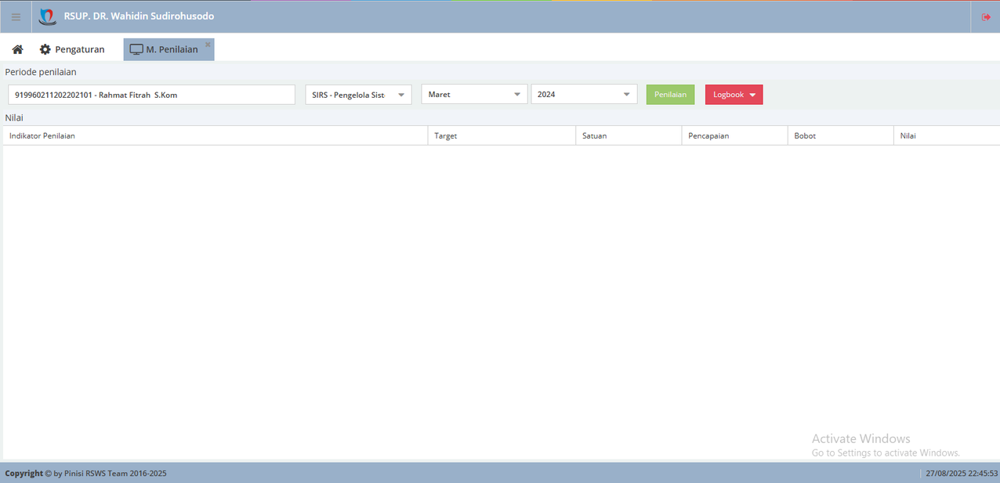 RSUP. DR. Wahidin Sudirohusodo
Pengaturan
M. Penilaian
Periode penilaian
919960211202202101 - Rahmat Fitrah  S.Kom
SIRS - Pengelola Sist
Maret
2024
Penilaian
Logbook
Nilai
Indikator Penilaian
Target
Satuan
Pencapaian
Bobot
Nilai
Activate Windows
Go to Settings to activate Windows.
Copyright © by Pinisi RSWS Team 2016-2025
27/08/2025 22:45:53